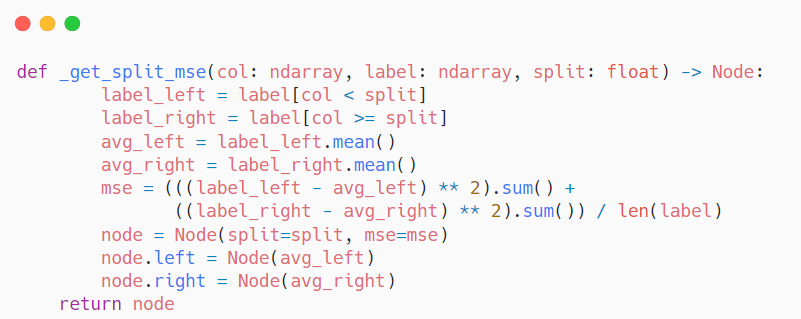 def _get_split_mse(col: ndarray, label: ndarray, split: float) -> Node:
        label_left = label[col < split]
        label_right = label[col >= split]
        avg_left = label_left.mean()
        avg_right = label_right.mean()
        mse = (((label_left - avg_left) ** 2).sum() +
               ((label_right - avg_right) ** 2).sum()) / len(label)
        node = Node(split=split, mse=mse)
        node.left = Node(avg_left)
        node.right = Node(avg_right)
    return node